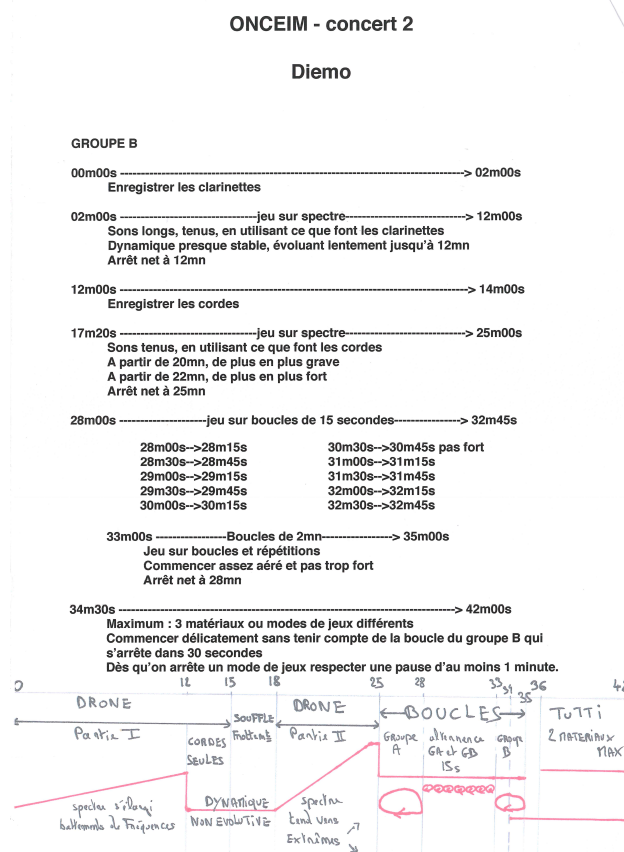 ONCEIM - concert 2
Diemo
GROUPE B
00m00s ------------------------------------------------------------------------------------> 02m00s
Enregistrer les clarinettes
02m00s ---------------------------------jeu sur spectre-----------------------------> 12m00s
Sons longs, tenus, en utilisant ce que font les clarinettes
Dynamique presque stable, évoluant lentement jusqu'à 12mn
Arrêt net à 12mn
12m00s -------------------------------------------------------------------------------------> 14m00s
Enregistrer les cordes
17m20s ---------------------------------jeu sur spectre-----------------------------> 25m00s
Sons tenus, en utilisant ce que font les cordes
A partir de 20mn, de plus en plus grave
A partir de 22mn, de plus en plus fort
Arrêt net à 25mn
28m00s ---------------------jeu sur boucles de 15 secondes----------------> 32m45s
28m00s-->28m15s 30m30s-->30m45s pas fort
28m30s-->28m45s 31m00s-->31m15s
29m00s-->29m15s 31m30s-->31m45s
29m30s-->29m45s 32m00s-->32m15s
30m00s-->30m15s 32m30s-->32m45s
33m00s -----------------Boucles de 2mn-----------------> 35m00s
Jeu sur boucles et répétitions
Commencer assez aéré et pas trop fort
Arrêt net à 28mn
34m30s ----------------------------------------------------------------------------------> 42m00s
Maximum : 3 matériaux ou modes de jeux différents
Commencer délicatement sans tenir compte de la boucle du groupe B qui
s'arrête dans 30 secondes
Dès qu'on arrête un mode de jeux respecter une pause d'au moins 1 minute.
0 12 15 18 25 28 33 34 35 36 42
DRONE DRONE BOUCLES TUTTI
Partie I SOUFFLE Partie II
CORDES SEULES
Groupe A
alternance GA et GB 15s
Groupe B
2 MATERIAUX MAX
spectre s'élargi
battements de Fréquences
DYNAMIQUE
NON EVOLUTIVE
spectre
tend vers
Extrêmes